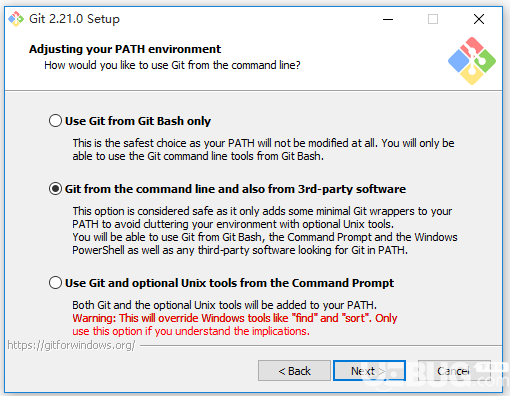 Git 2.21.0 Setup
Adjusting your PATH environment
How would you like to use Git from the command line?
Use Git from Git Bash only
This is the safest choice as your PATH will not be modified at all. You will only be
able to use the Git command line tools from Git Bash.
Git from the command line and also from 3rd-party software
This option is considered safe as it only adds some minimal Git wrappers to your
PATH to avoid cluttering your environment with optional Unix tools.
You will be able to use Git from Git Bash, the Command Prompt and the Windows
PowerShell as well as any third-party software looking for Git in PATH.
Use Git and optional Unix tools from the Command Prompt
Both Git and the optional Unix tools will be added to your PATH.
Warning: This will override Windows tools like "find" and "sort". Only
use this option if you understand the implications.
https://gitforwindows.org/
< Back
Next >
Cancel